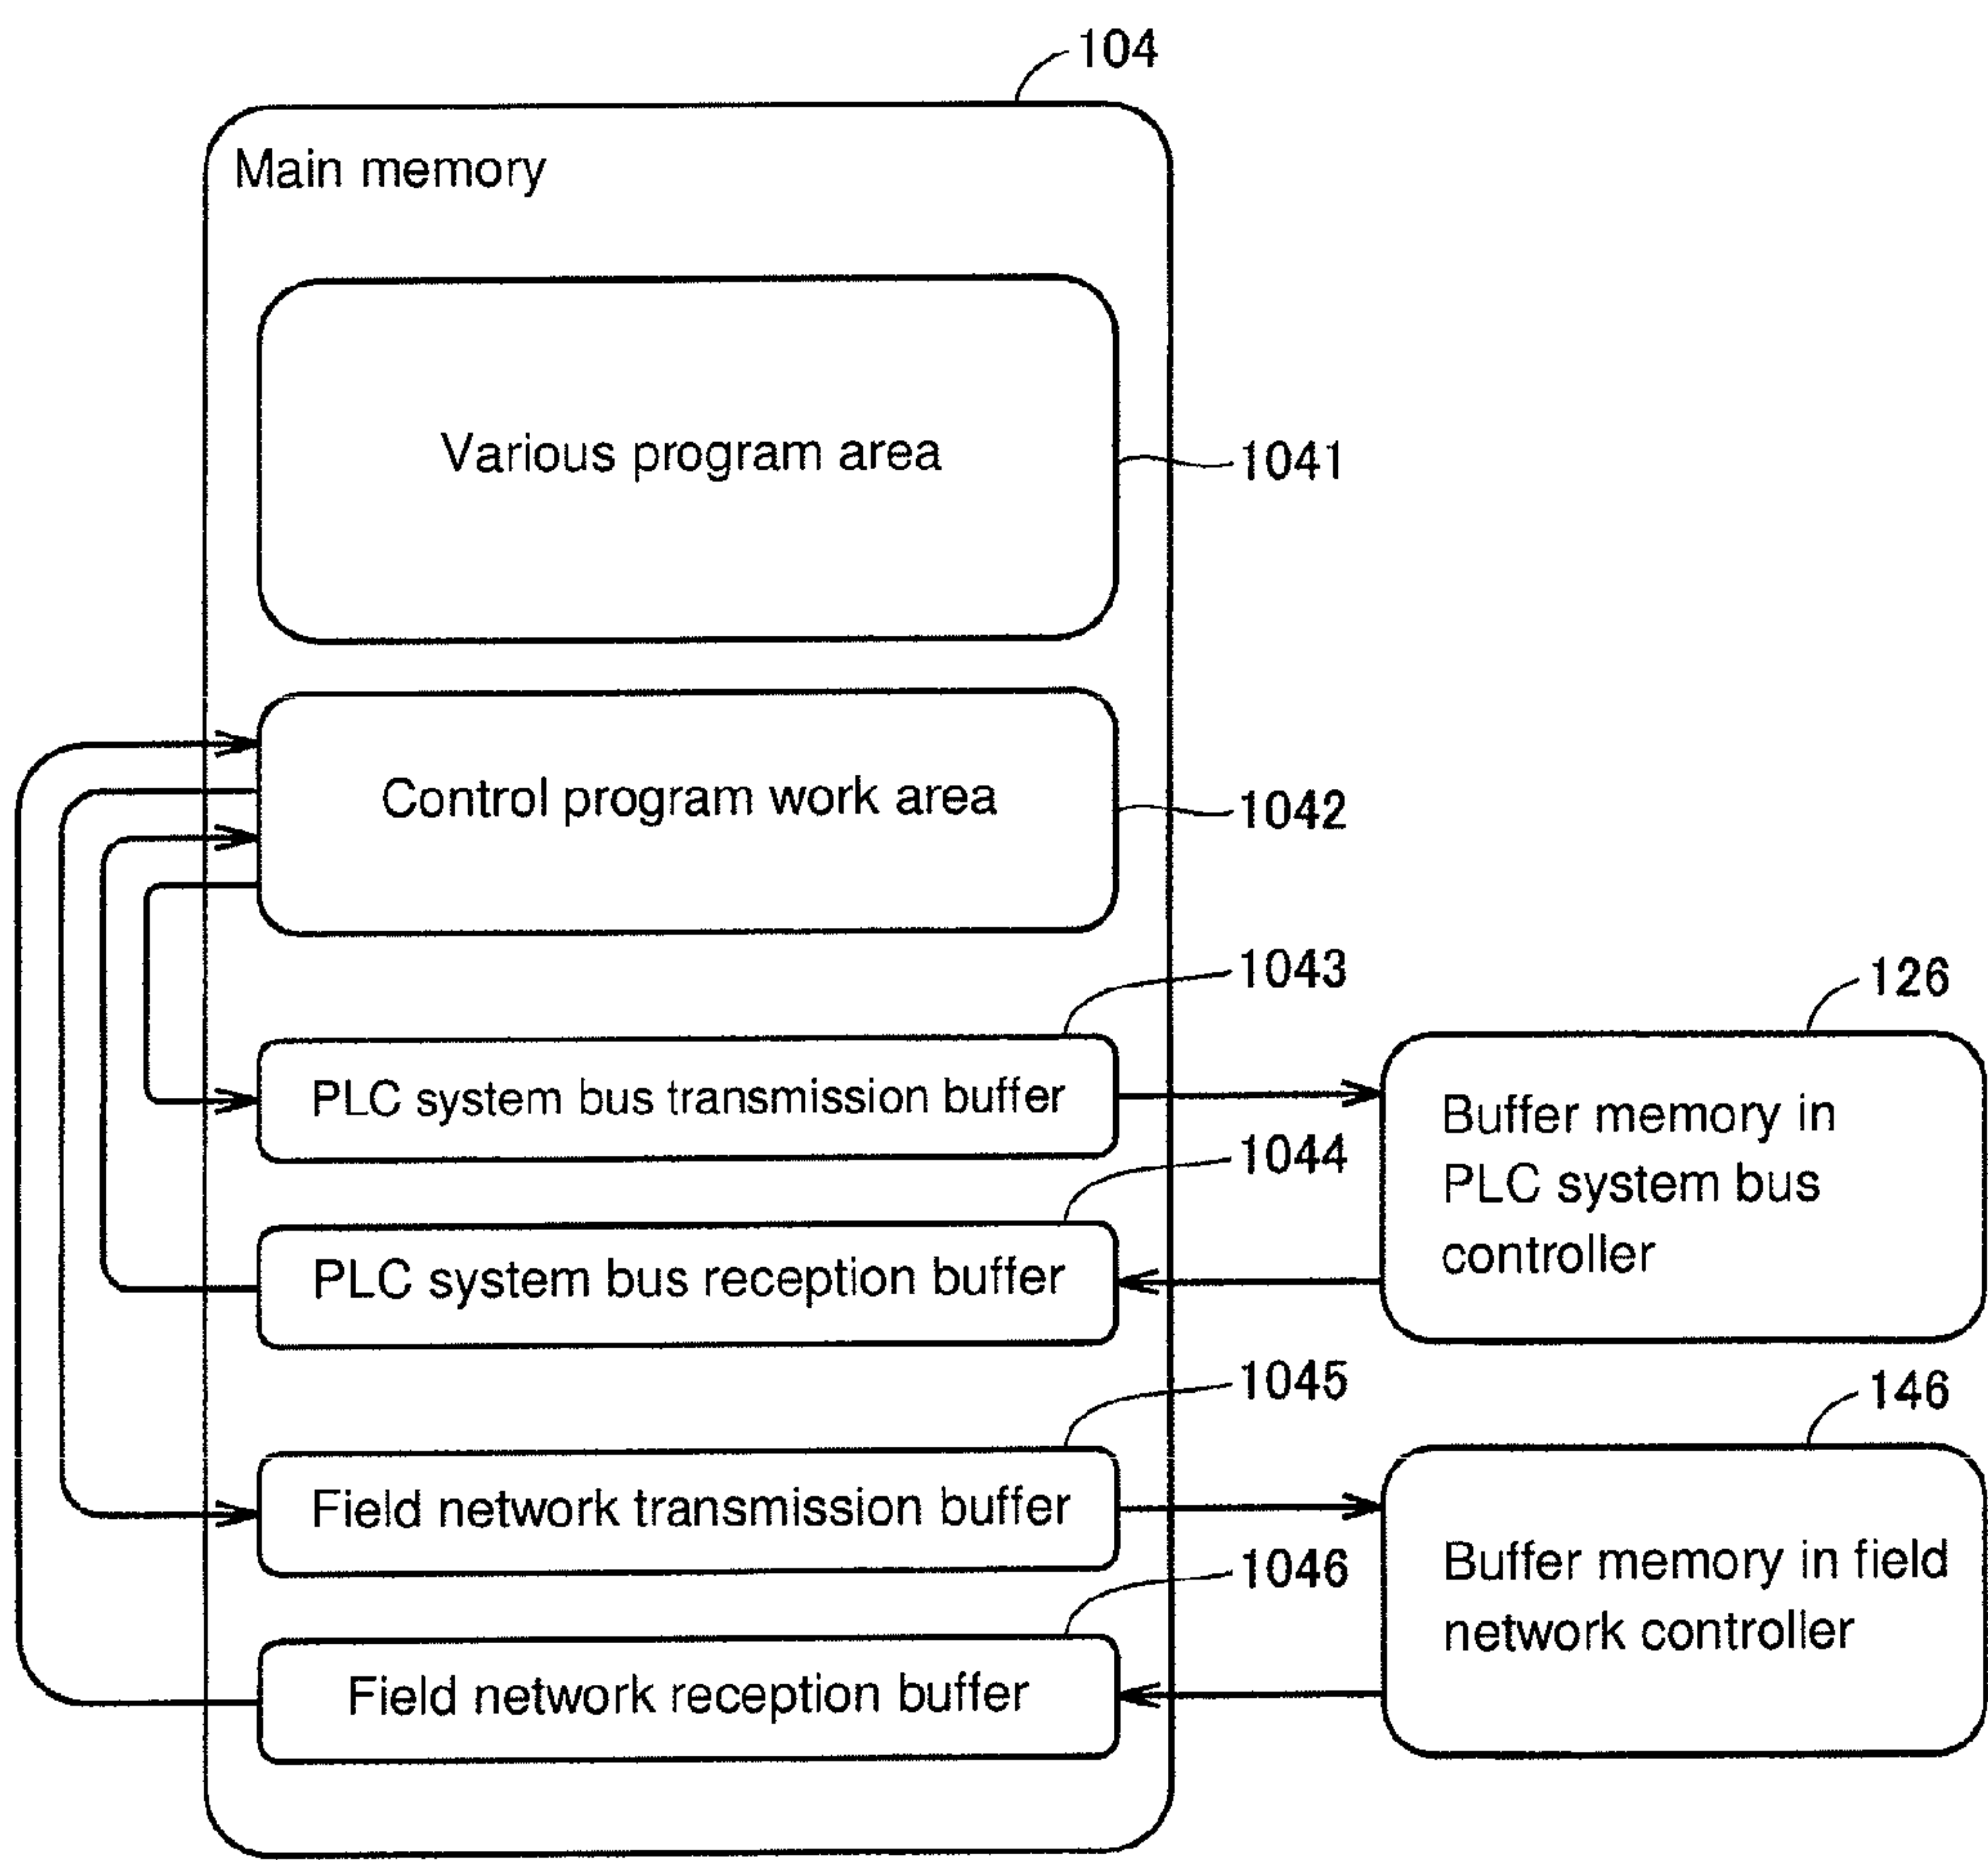 104
Main memory
Various program area
1041
Control program work area
1042
1043
126
PLC system bus transmission buffer
1044
Buffer memory in
PLC system bus
controller
PLC system bus reception buffer
1045
146
Field network transmission buffer
1046
Buffer memory in field
network controller
Field network reception buffer